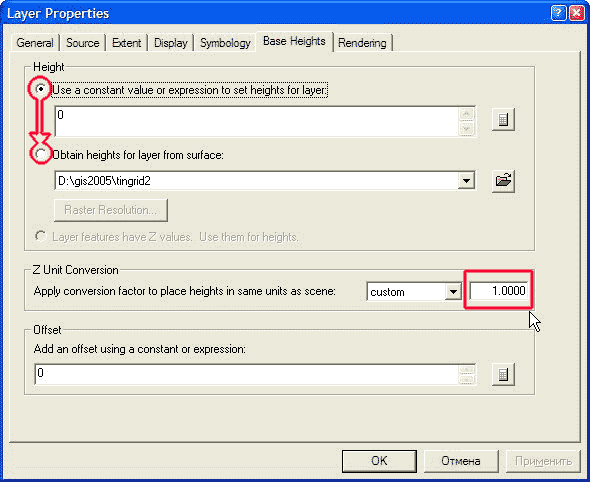 Layer Properties
General Source Extent Display Symbology Base Heights Rendering
Height
Use a constant value or expression to set heights for layer:
0
Obtain heights for layer from surface:
D:\gis2005\tingrid2
Raster Resolution...
Layer features have Z values. Use them for heights.
Z Unit Conversion
Apply conversion factor to place heights in same units as scene: custom 1.0000
Offset
Add an offset using a constant or expression:
0
OK Отмена Применить